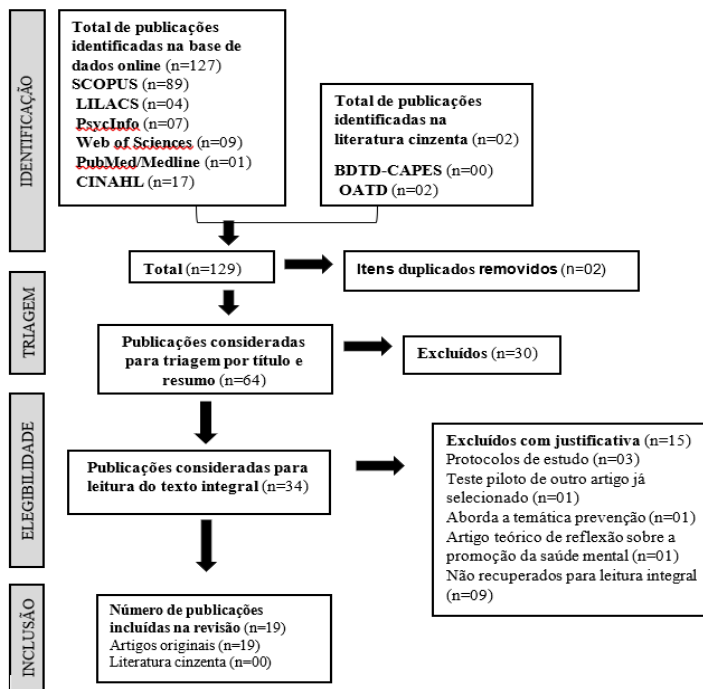 IDENTIFICAÇÃO
Total de publicações
identificadas na base de
dados online (n=127)
SCOPUS (n=89)
LILACS (n=04)
PsycInfo (n=07)
Web of Sciences (n=09)
PubMed/Medline (n=01)
CINAHL (n=17)
Total de publicações
identificadas na
literatura cinzenta (n=02)
BDTD-CAPES (n=00)
OATD (n=02)
Total (n=129)
Itens duplicados removidos (n=02)
TRIAGEM
Publicações consideradas
para triagem por título e
resumo (n=64)
Excluídos (n=30)
ELEGIBILIDADE
Publicações consideradas para
leitura do texto integral (n=34)
Excluídos com justificativa (n=15)
Protocolos de estudo (n=03)
Teste piloto de outro artigo já
selecionado (n=01)
Aborda a temática prevenção (n=01)
Artigo teórico de reflexão sobre a
promoção da saúde mental (n=01)
Não recuperados para leitura integral
(n=09)
INCLUSÃO
Número de publicações
incluídas na revisão (n=19)
Artigos originais (n=19)
Literatura cinzenta (n=00)